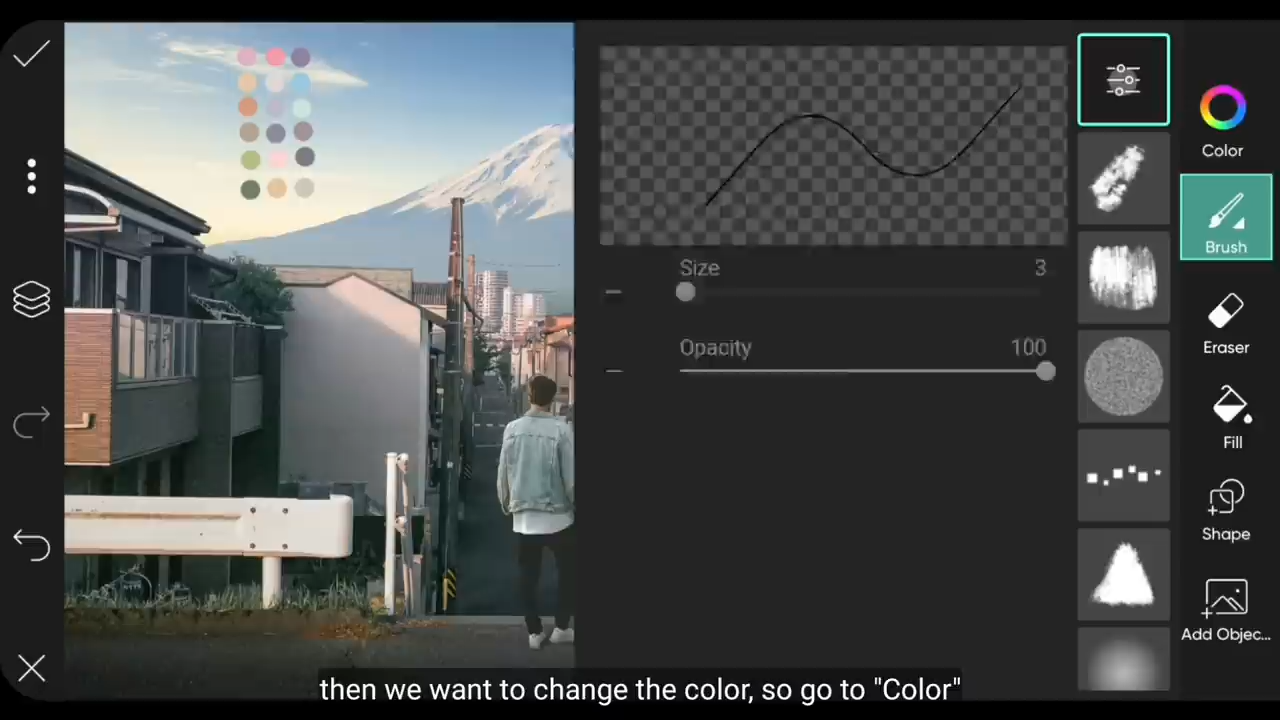 Size
3
Opacity
100
Color
Brush
Eraser
Fill
Shape
Add Objec...
then we want to change the color, so go to "Color"